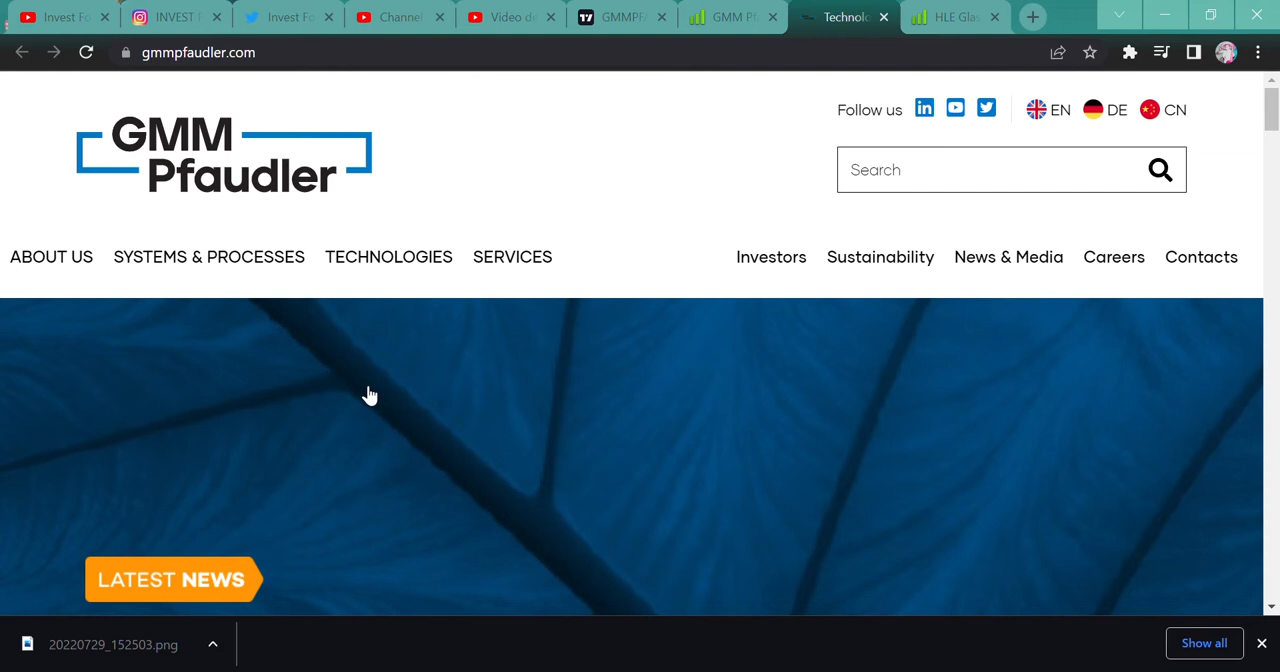 Invest Fo
INVEST F
Invest Fo
Channel
Video de
GMMPFA
GMM Pf
Technolo
HLE Glas
gmmpfaudler.com
GMM
Pfaudler
Follow us
EN
DE
CN
Search
ABOUT US
SYSTEMS & PROCESSES
TECHNOLOGIES
SERVICES
Investors
Sustainability
News & Media
Careers
Contacts
LATEST NEWS
20220729_152503.png
Show all